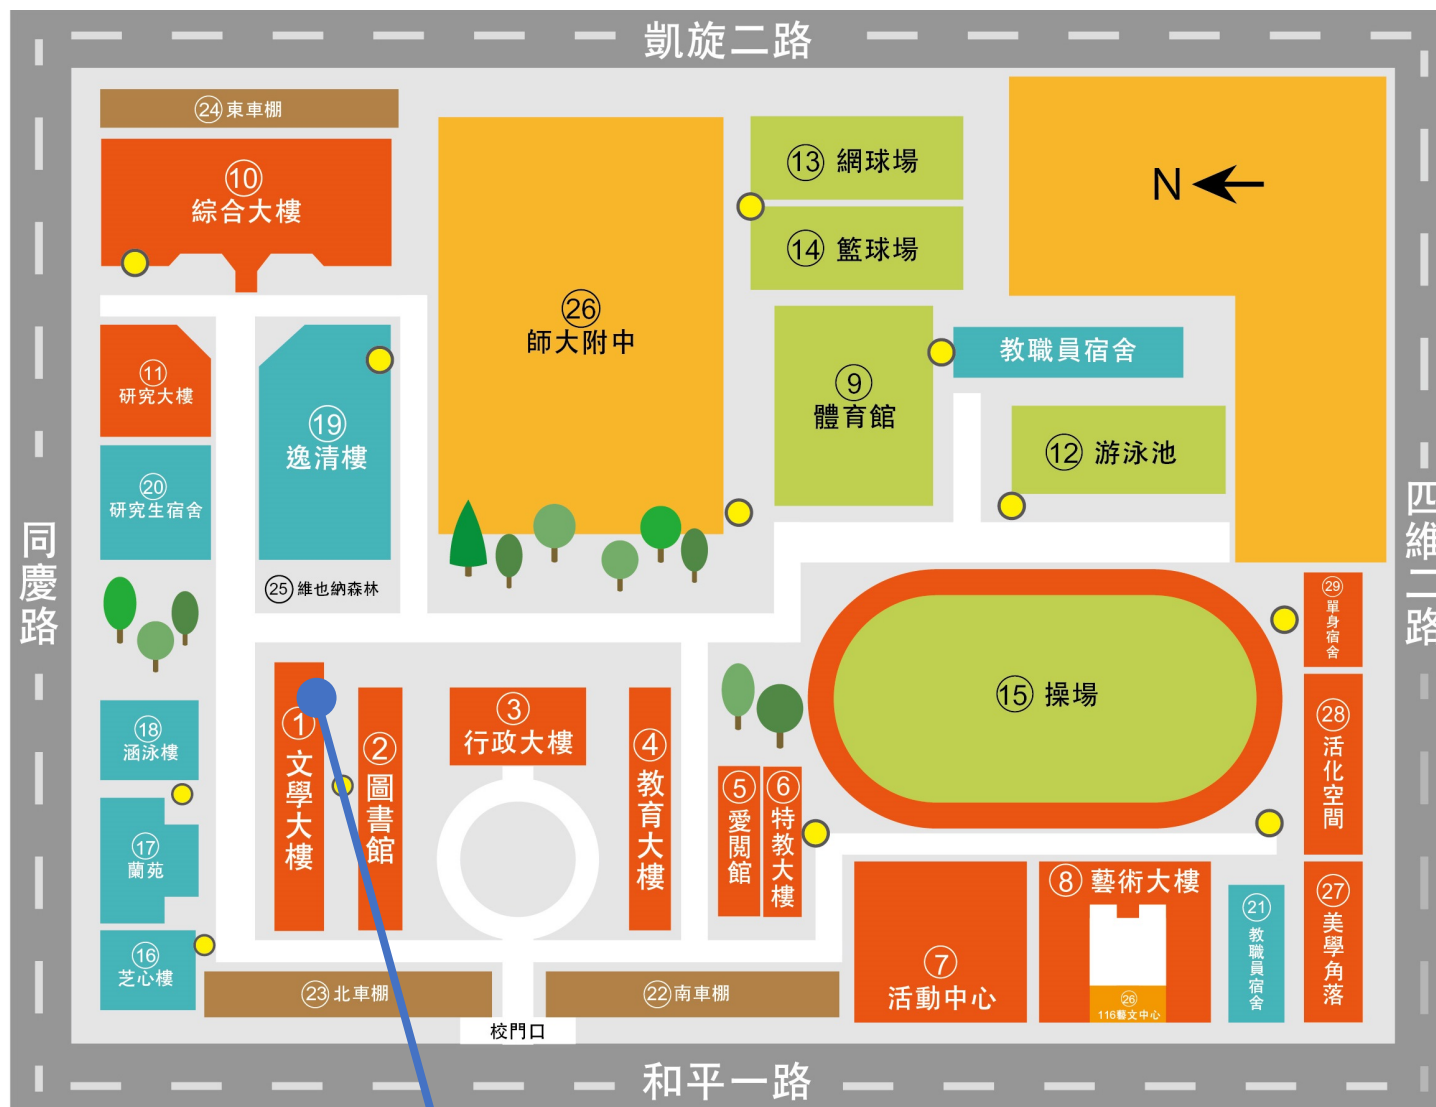 凱旋二路
24 東車棚
10
綜合大樓
13 網球場
14 籃球場
N
26
師大附中
11
研究大樓
19
逸清樓
9
體育館
教職員宿舍
12 游泳池
20
研究生宿舍
25 維也納森林
同慶路
四維二路
29
單身宿舍
15 操場
28
活化空間
18
涵泳樓
1
文學大樓
2
圖書館
3
行政大樓
4
教育大樓
5
愛閱館
6
特教大樓
17
蘭苑
16
芝心樓
7
活動中心
8 藝術大樓
26
116藝文中心
21
教職員宿舍
27
美學角落
23 北車棚
22 南車棚
校門口
和平一路